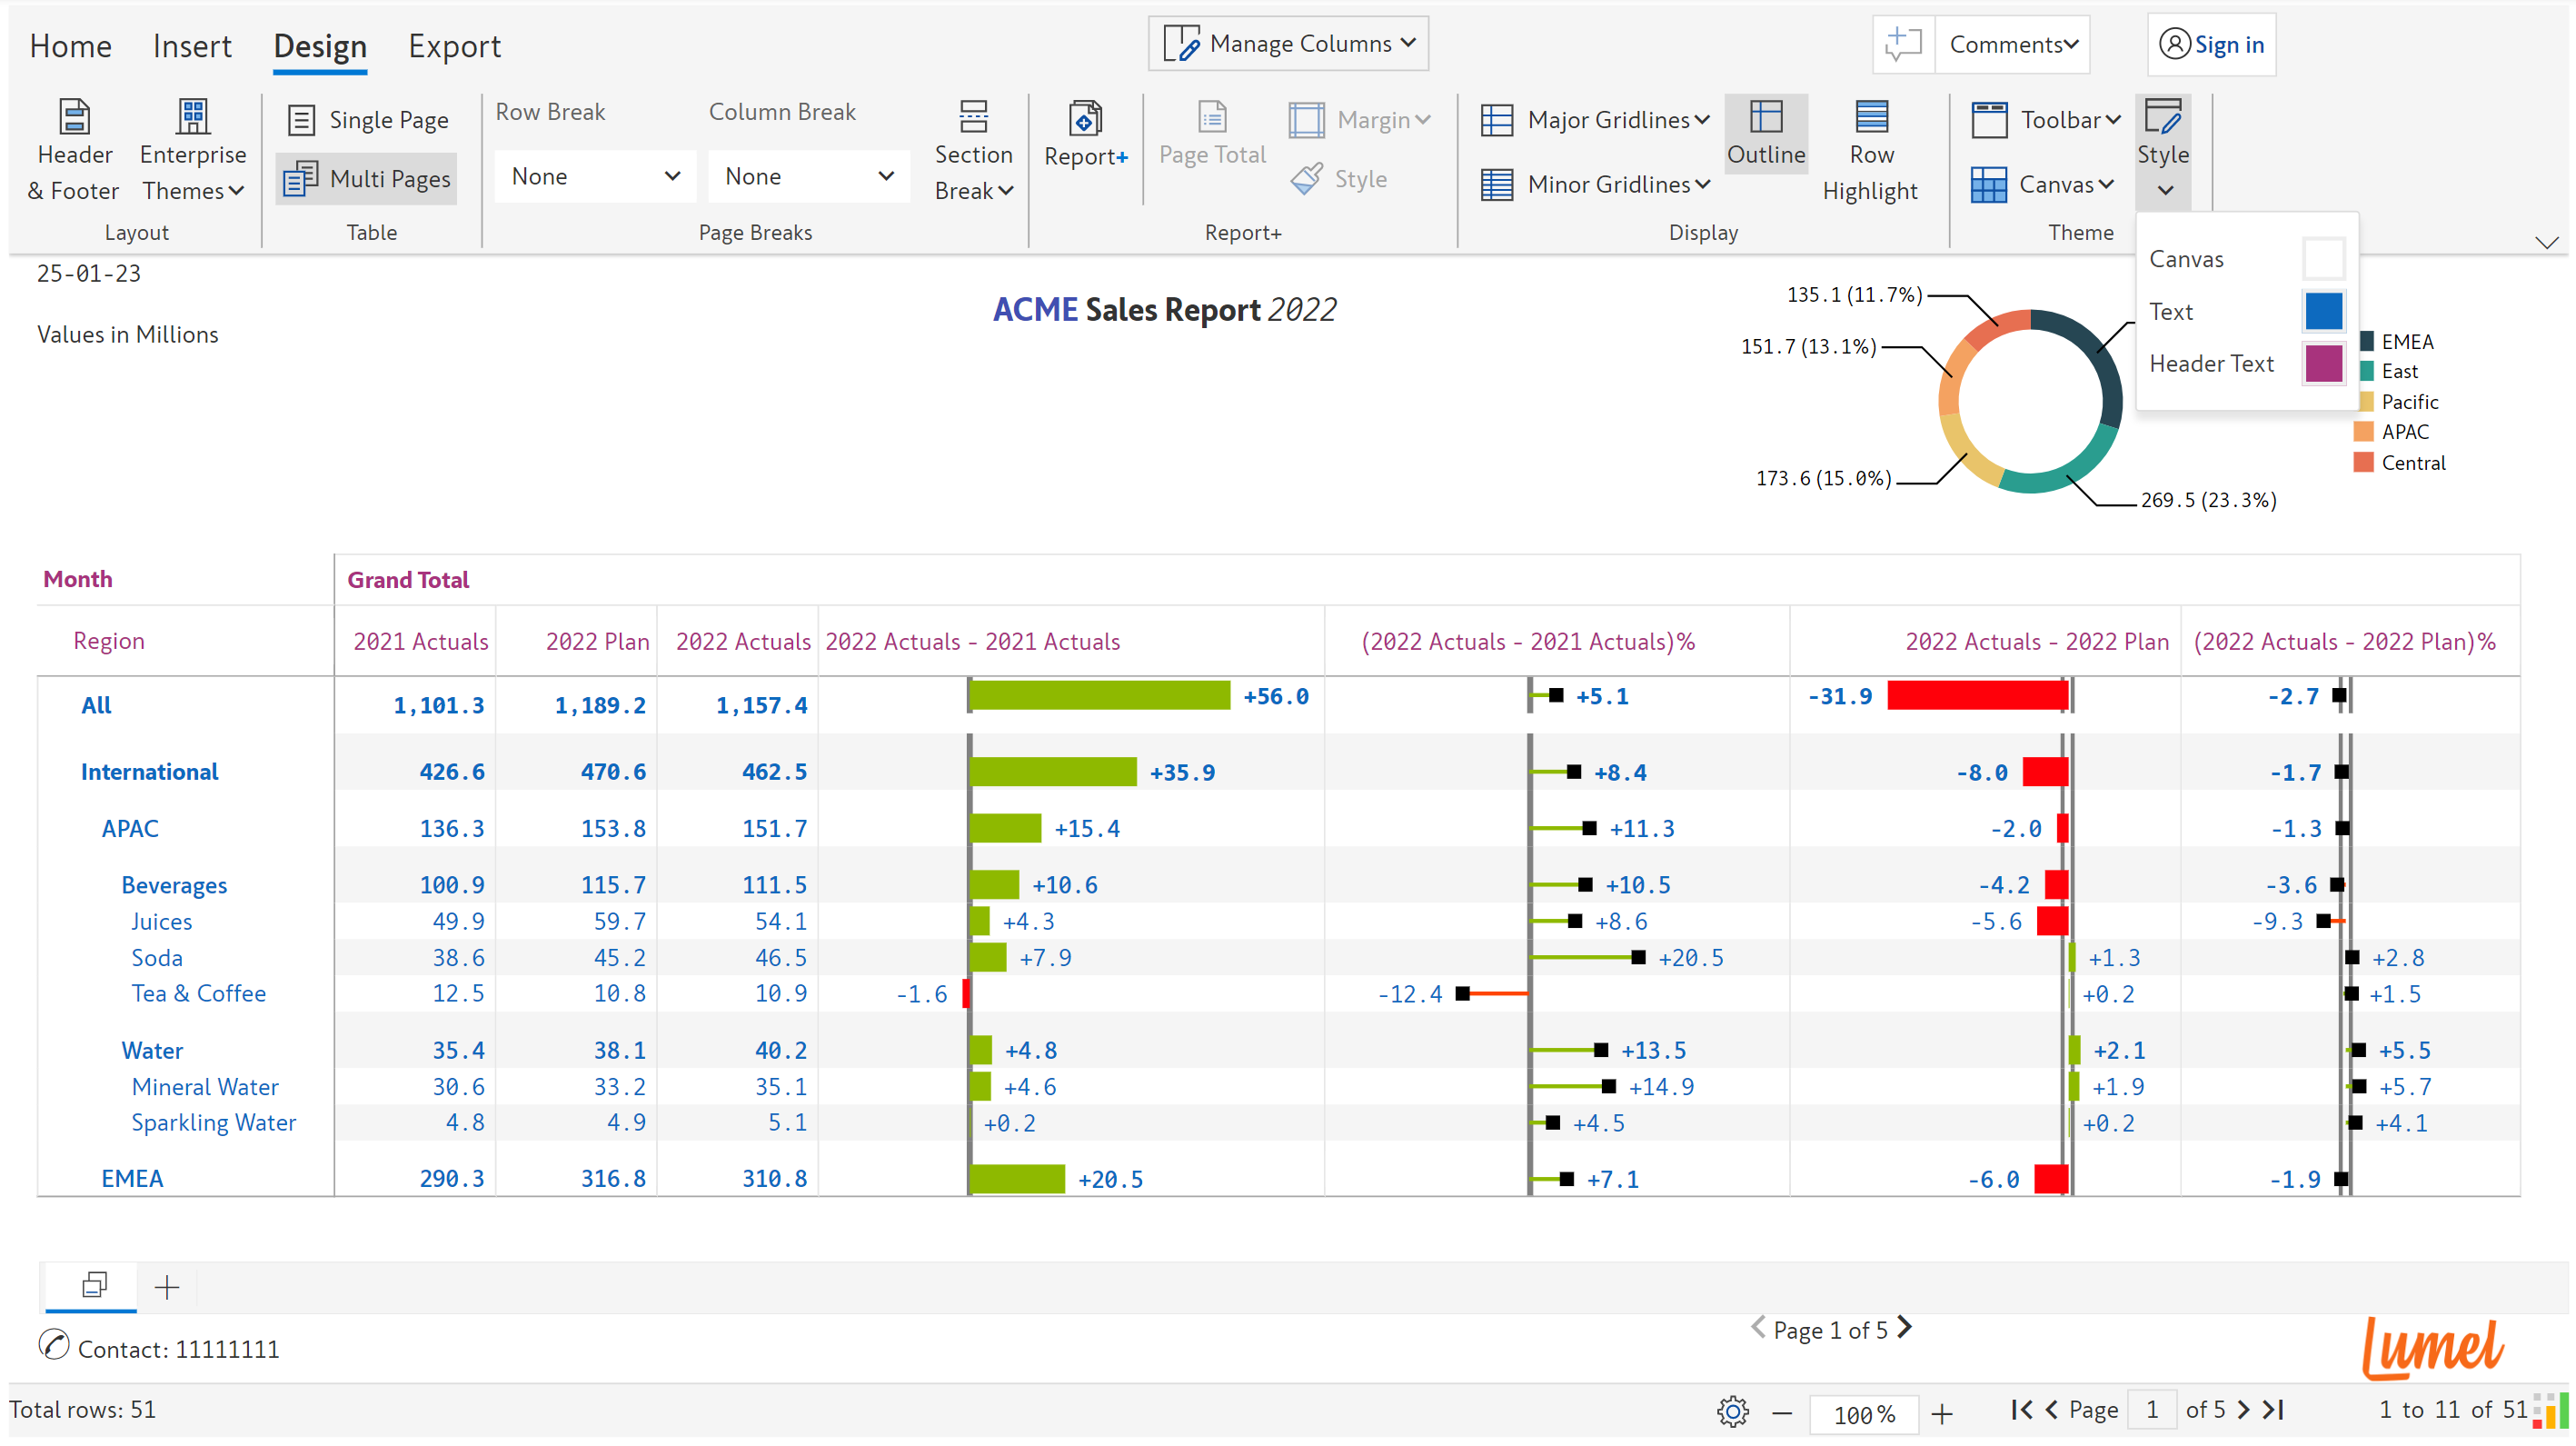 Home Insert Design Export
Manage Columns
Comments
Sign in
Header & Footer
Enterprise Themes
Layout
Single Page
Multi Pages
Table
Row Break
None
Column Break
None
Section Break
Page Breaks
Report+
Page Total
Margin
Style
Report+
Major Gridlines
Minor Gridlines
Outline
Row Highlight
Display
Toolbar
Canvas
Theme
Style
Canvas
Text
Header Text
25-01-23
Values in Millions
ACME Sales Report 2022
135.1 (11.7%)
151.7 (13.1%)
173.6 (15.0%)
269.5 (23.3%)
EMEA
East
Pacific
APAC
Central
Month Grand Total
Region 2021 Actuals 2022 Plan 2022 Actuals 2022 Actuals - 2021 Actuals (2022 Actuals - 2021 Actuals)% 2022 Actuals - 2022 Plan (2022 Actuals - 2022 Plan)%
All 1,101.3 1,189.2 1,157.4 +56.0 +5.1 -31.9 -2.7
International 426.6 470.6 462.5 +35.9 +8.4 -8.0 -1.7
APAC 136.3 153.8 151.7 +15.4 +11.3 -2.0 -1.3
Beverages 100.9 115.7 111.5 +10.6 +10.5 -4.2 -3.6
Juices 49.9 59.7 54.1 +4.3 +8.6 -5.6 -9.3
Soda 38.6 45.2 46.5 +7.9 +20.5 +1.3 +2.8
Tea & Coffee 12.5 10.8 10.9 -1.6 -12.4 +0.2 +1.5
Water 35.4 38.1 40.2 +4.8 +13.5 +2.1 +5.5
Mineral Water 30.6 33.2 35.1 +4.6 +14.9 +1.9 +5.7
Sparkling Water 4.8 4.9 5.1 +0.2 +4.5 +0.2 +4.1
EMEA 290.3 316.8 310.8 +20.5 +7.1 -6.0 -1.9
Page 1 of 5
Contact: 11111111
Lumel
Total rows: 51
100%
Page 1 of 5
1 to 11 of 51